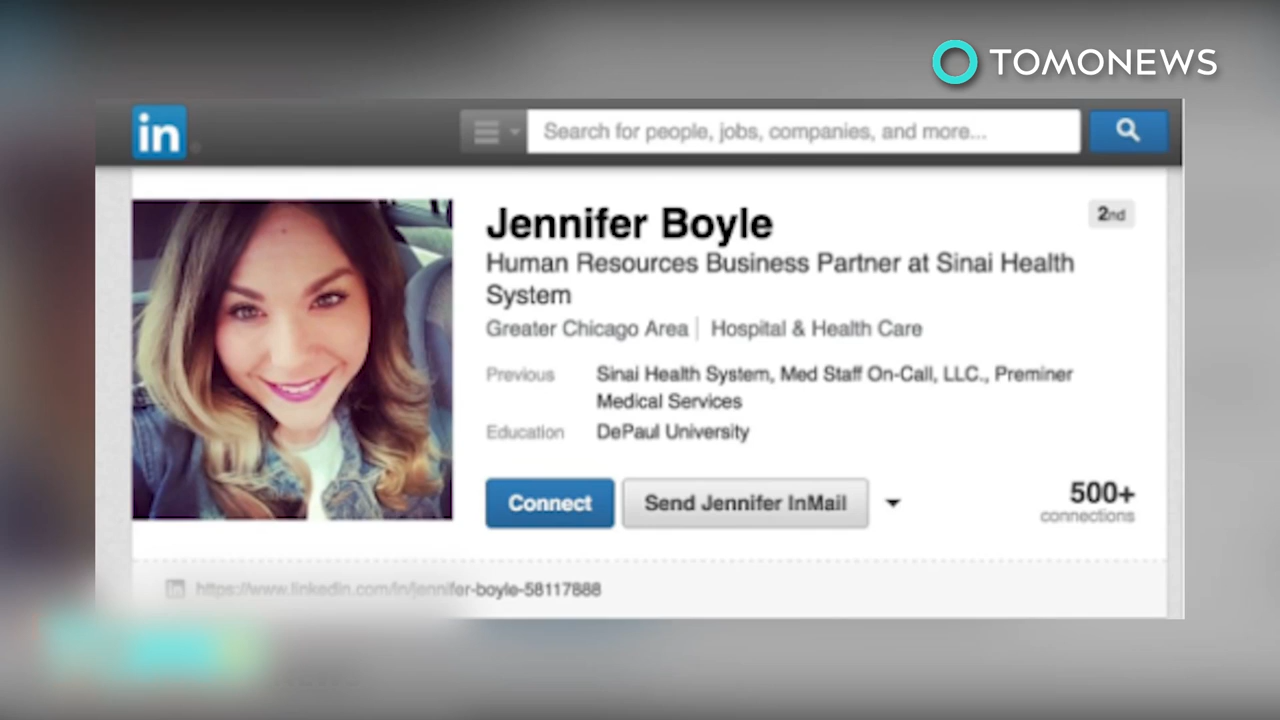 TOMONEWS
in
Search for people, jobs, companies, and more...
Jennifer Boyle
2nd
Human Resources Business Partner at Sinai Health
System
Greater Chicago Area | Hospital & Health Care
Previous Sinai Health System, Med Staff On-Call, LLC., Preminer
Medical Services
Education DePaul University
Connect Send Jennifer InMail
500+
connections
in https://www.linkedin.com/in/jennifer-boyle-58117888